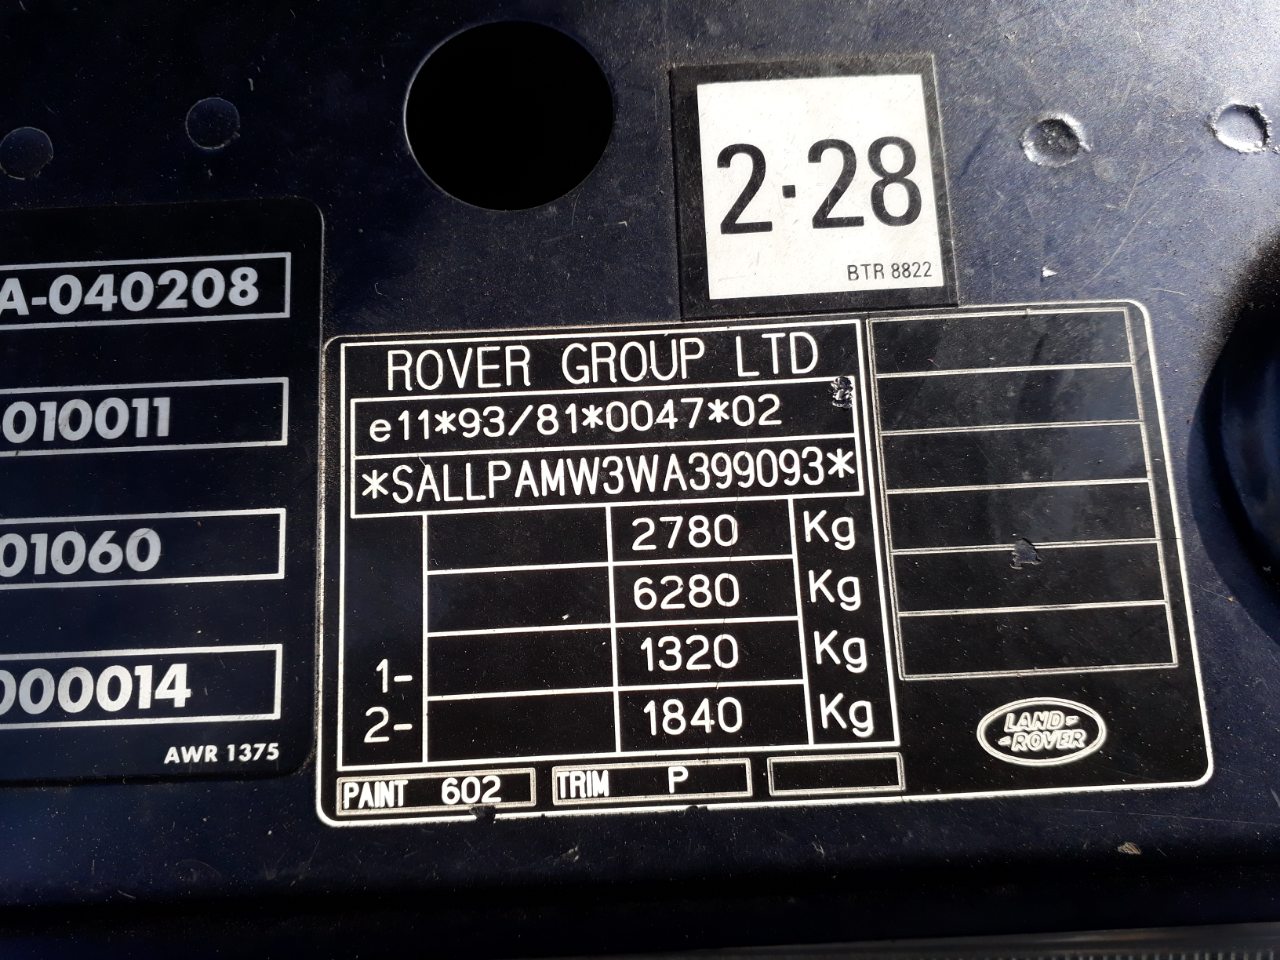 2·28
BTR 8822
A-040208
010011
01060
000014
AWR 1375
ROVER GROUP LTD
e11*93/81*0047*02
*SALLPAMW3WA399093*
2780 Kg
6280 Kg
1- 1320 Kg
2- 1840 Kg
PAINT 602 TRIM P
LAND-
-ROVER